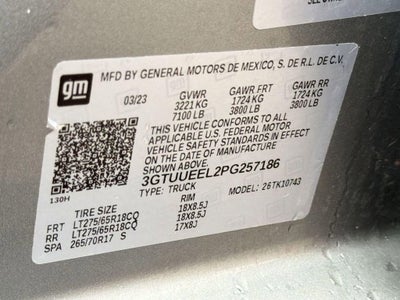 SEE OWNER
MFD BY GENERAL MOTORS DE MEXICO, S. DE R.L. DE C.V.
gm
03/23
GVWR GAWR FRT GAWR RR
3221 KG 1724 KG 1724 KG
7100 LB 3800 LB 3800 LB
THIS VEHICLE CONFORMS TO ALL
APPLICABLE U.S. FEDERAL MOTOR
VEHICLE SAFETY STANDARDS IN EFFECT ON THE
DATE OF MANUFACTURE SHOWN ABOVE.
3GTUUEEL2PG257186
TYPE: TRUCK MODEL: 26TK10743
130H
TIRE SIZE RIM
FRT LT275/65R18CQ 18X8.5J
RR LT275/65R18CQ 18X8.5J
SPA 265/70R17 S 17X8J